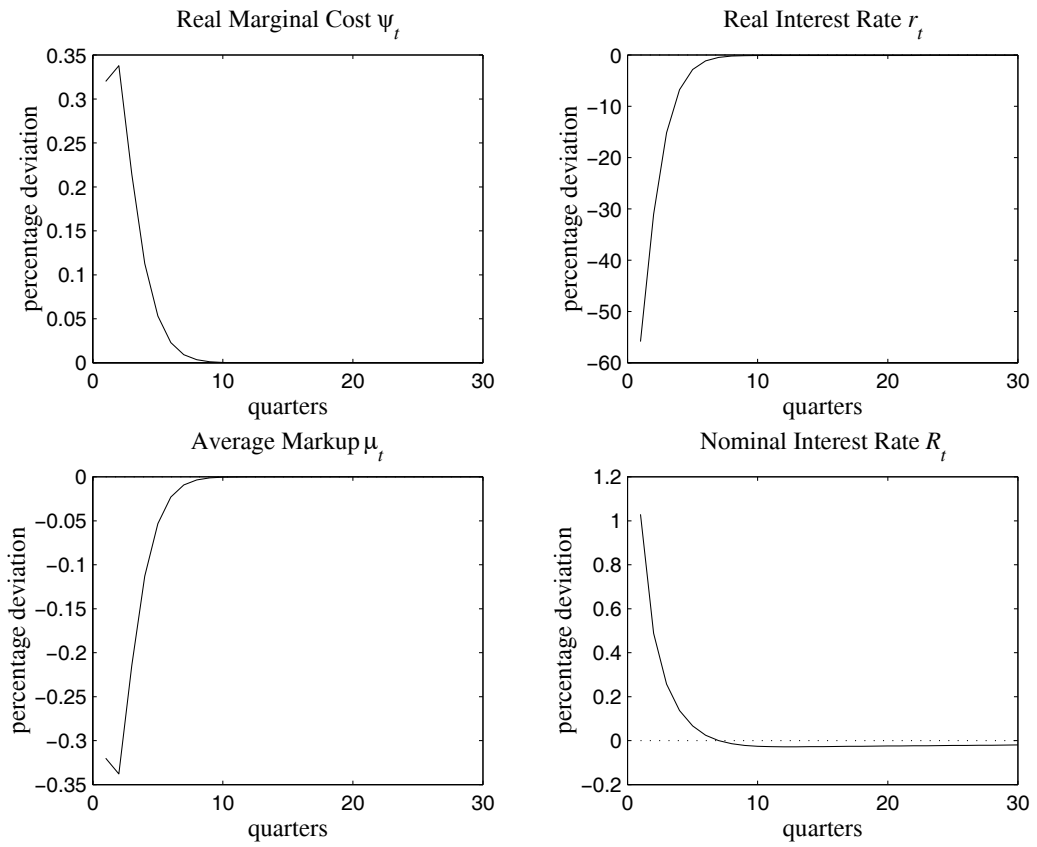 Real Marginal Cost ψt
percentage deviation
0.35
0.3
0.25
0.2
0.15
0.1
0.05
0
0 10 20 30
quarters
Real Interest Rate rt
percentage deviation
0
−10
−20
−30
−40
−50
−60
0 10 20 30
quarters
Average Markup μt
percentage deviation
0
−0.05
−0.1
−0.15
−0.2
−0.25
−0.3
−0.35
0 10 20 30
quarters
Nominal Interest Rate Rt
percentage deviation
1.2
1
0.8
0.6
0.4
0.2
0
−0.2
0 10 20 30
quarters